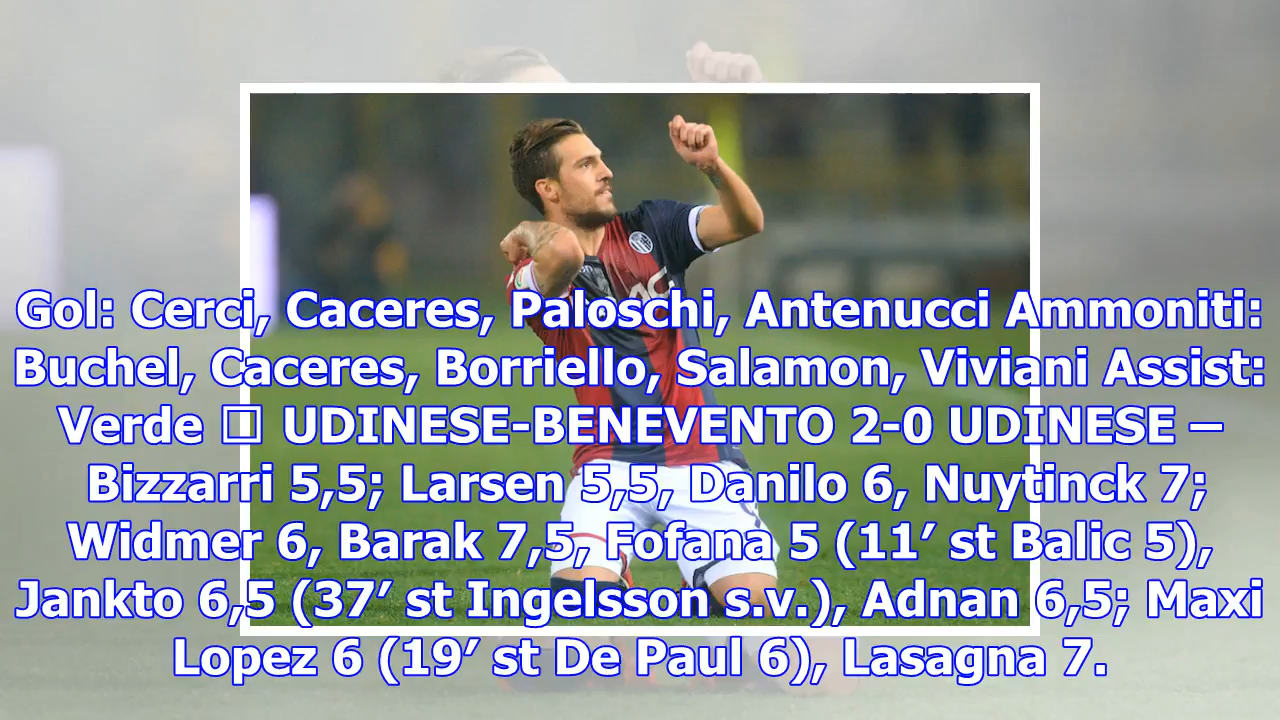 Gol: Cerci, Caceres, Paloschi, Antenucci Ammoniti:
Buchel, Caceres, Borriello, Salamon, Viviani Assist:
Verde □ UDINESE-BENEVENTO 2-0 UDINESE –
Bizzarri 5,5; Larsen 5,5, Danilo 6, Nuytinck 7;
Widmer 6, Barak 7,5, Fofana 5 (11′ st Balic 5),
Jankto 6,5 (37′ st Ingelsson s.v.), Adnan 6,5; Maxi
Lopez 6 (19′ st De Paul 6), Lasagna 7.